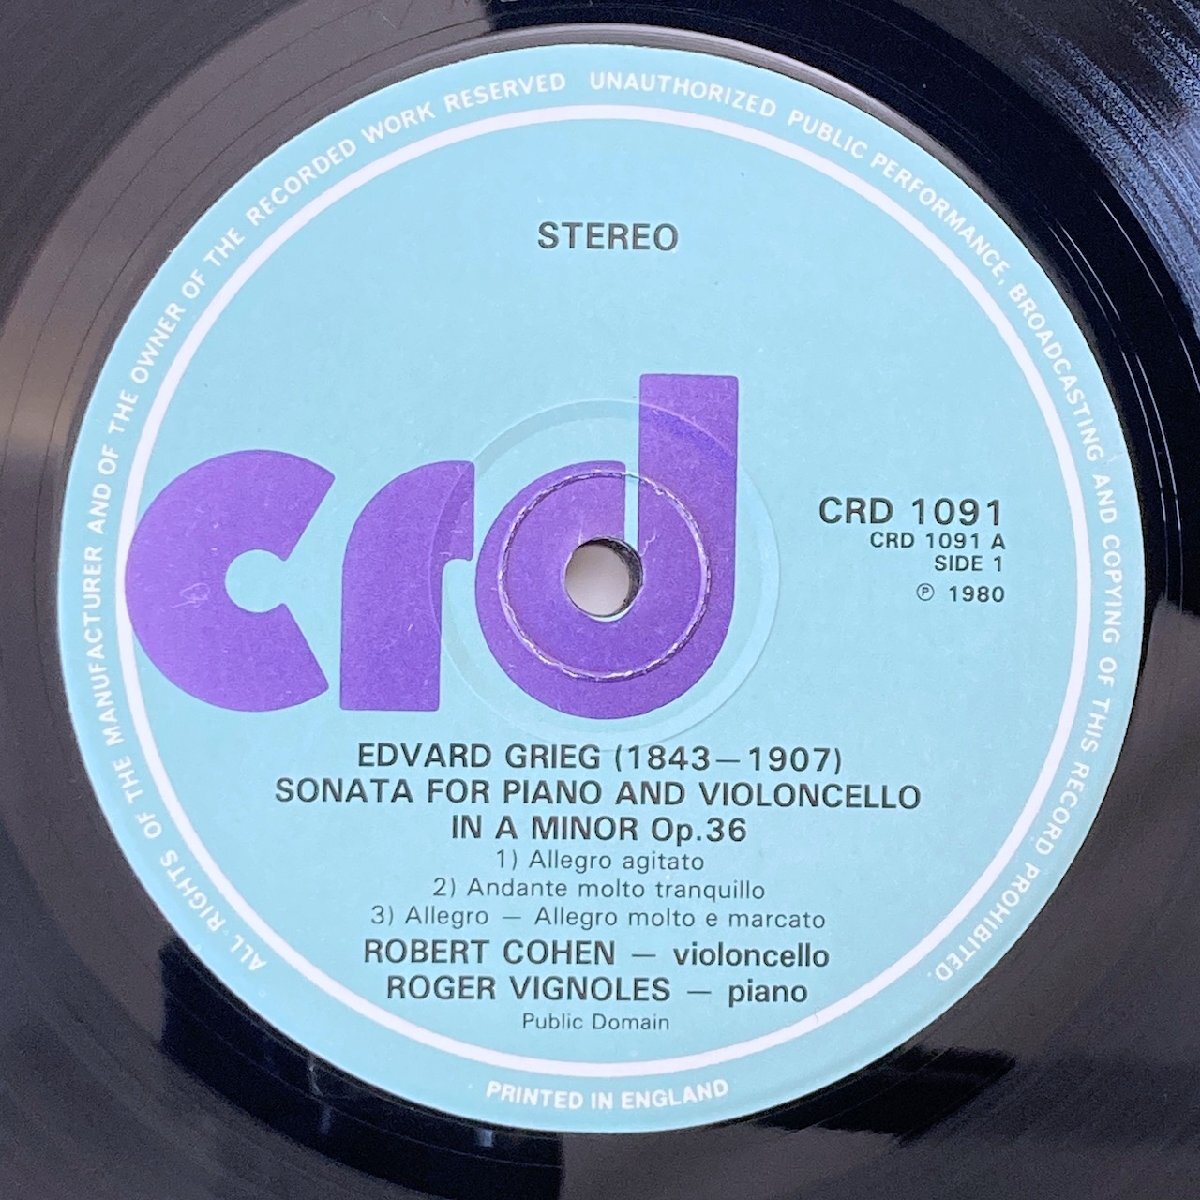 ALL RIGHTS OF THE MANUFACTURER AND OF THE OWNER OF THE RECORDED WORK RESERVED UNAUTHORIZED PUBLIC PERFORMANCE, BROADCASTING AND COPYING OF THIS RECORD PROHIBITED.
STEREO
crd
CRD 1091
CRD 1091 A
SIDE 1
℗ 1980
EDVARD GRIEG (1843–1907)
SONATA FOR PIANO AND VIOLONCELLO
IN A MINOR Op.36
1) Allegro agitato
2) Andante molto tranquillo
3) Allegro – Allegro molto e marcato
ROBERT COHEN – violoncello
ROGER VIGNOLES – piano
Public Domain
PRINTED IN ENGLAND